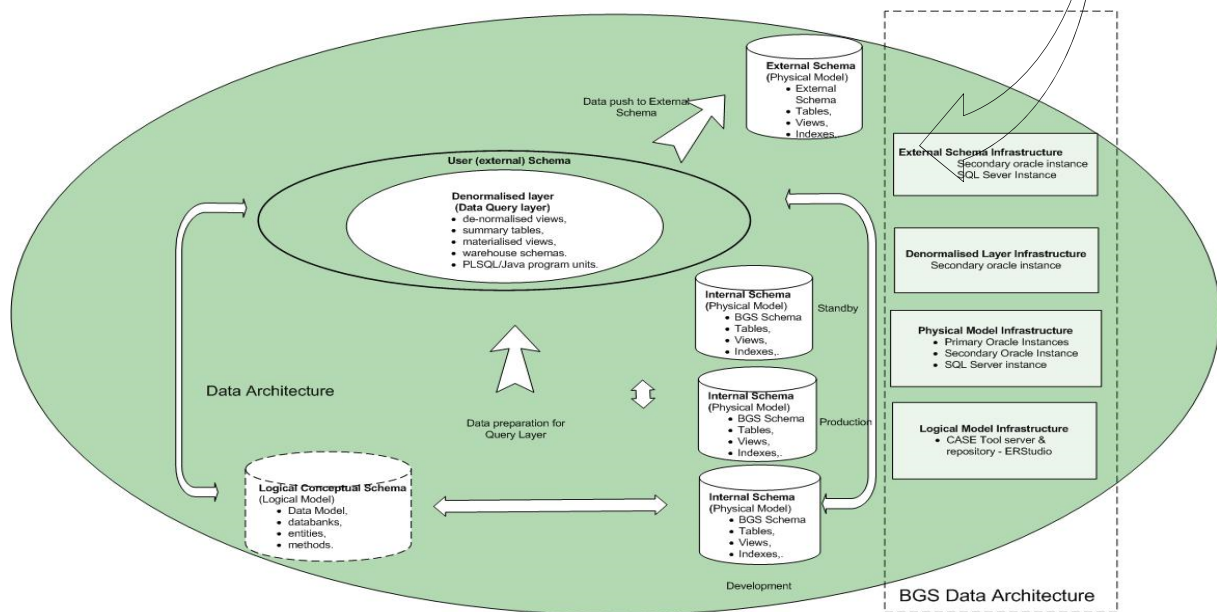 External Schema
(Physical Model)
• External
Schema
• Tables,
• Views,
• Indexes,
Data push to External
Schema
User (external) Schema
Denormalised layer
(Data Query layer)
• de-normalised views,
• summary tables,
• materialised views,
• warehouse schemas.
• PLSQL/Java program units.
External Schema Infrastructure
Secondary oracle instance
SQL Sever Instance
Denormalised Layer Infrastructure
Secondary oracle instance
Internal Schema
(Physical Model)
• BGS Schema
• Tables,
• Views,
• Indexes,.
Standby
Physical Model Infrastructure
• Primary Oracle Instances
• Secondary Oracle Instance
• SQL Server instance
Data Architecture
Data preparation for
Query Layer
Internal Schema
(Physical Model)
• BGS Schema
• Tables,
• Views,
• Indexes,.
Production
Logical Model Infrastructure
• CASE Tool server &
repository - ERStudio
Logical Conceptual Schema
(Logical Model)
• Data Model,
• databanks,
• entities,
• methods.
Internal Schema
(Physical Model)
• BGS Schema
• Tables,
• Views,
• Indexes,.
Development
BGS Data Architecture